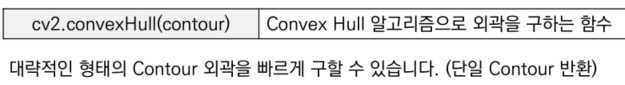 cv2.convexHull(contour) Convex Hull 알고리즘으로 외곽을 구하는 함수
대략적인 형태의 Contour 외곽을 빠르게 구할 수 있습니다. (단일 Contour 반환)